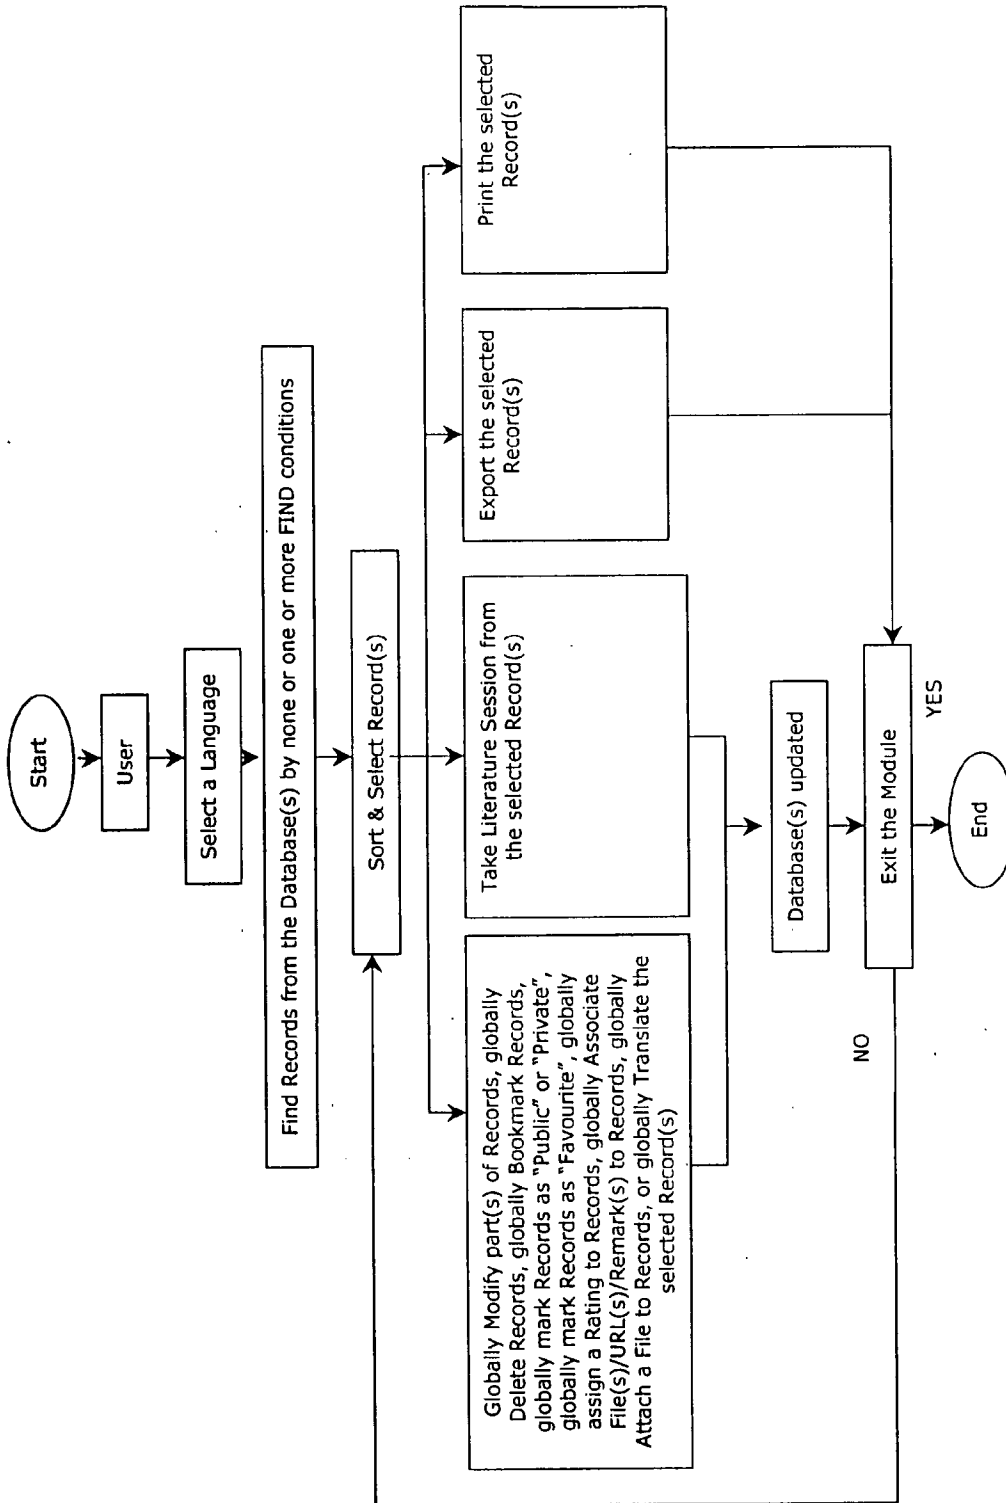 Start
User
Select a Language
Find Records from the Database(s) by none or one or more FIND conditions
Sort & Select Record(s)
Globally Modify part(s) of Records, globally
Delete Records, globally Bookmark Records,
globally mark Records as "Public" or "Private",
globally mark Records as "Favourite", globally
assign a Rating to Records, globally Associate
File(s)/URL(s)/Remark(s) to Records, globally
Attach a File to Records, or globally Translate the
selected Record(s)
Take Literature Session from
the selected Record(s)
Export the selected
Record(s)
Print the selected
Record(s)
Database(s) updated
Exit the Module
NO
YES
End